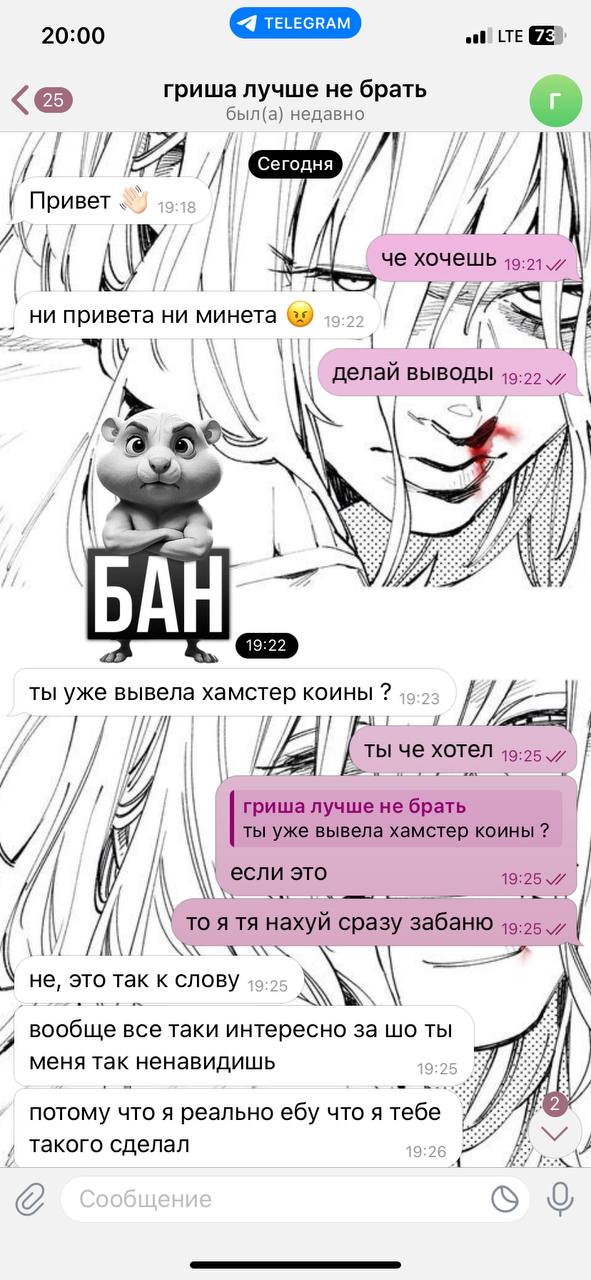 20:00
TELEGRAM
LTE 73
25
гриша лучше не брать
был(а) недавно
Г
Сегодня
Привет 👋🏻 19:18
че хочешь 19:21
ни привета ни минета 😠 19:22
делай выводы 19:22
БАН
19:22
ты уже вывела хамстер коины ? 19:23
ты че хотел 19:25
гриша лучше не брать
ты уже вывела хамстер коины ?
если это 19:25
то я тя нахуй сразу забаню 19:25
не, это так к слову 19:25
вообще все таки интересно за шо ты
меня так ненавидишь 19:25
потому что я реально ебу что я тебе
такого сделал 19:26
2
Сообщение